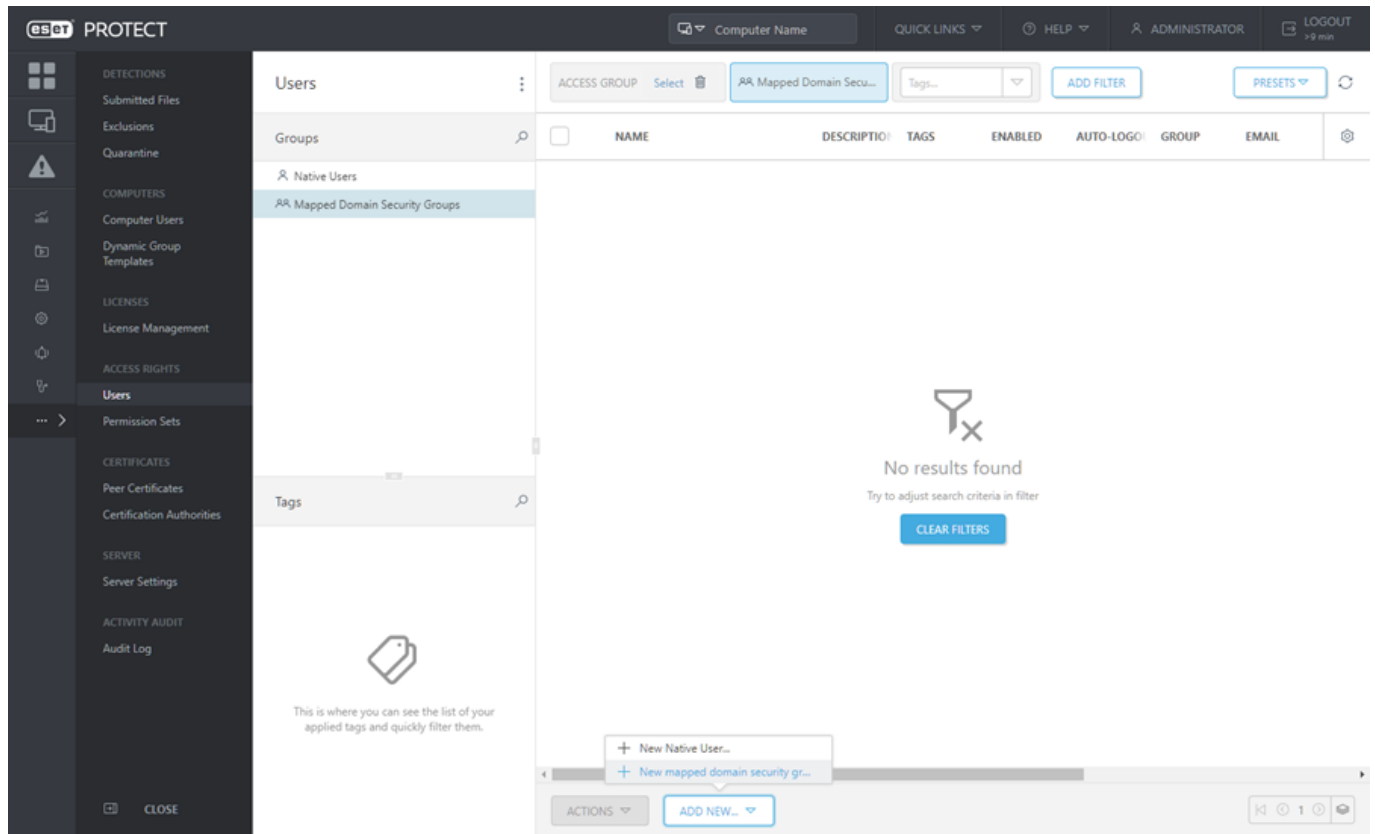 eset PROTECT
Computer Name
QUICK LINKS
HELP
ADMINISTRATOR
LOGOUT
>9 min
DETECTIONS
Submitted Files
Exclusions
Quarantine
COMPUTERS
Computer Users
Dynamic Group
Templates
LICENSES
License Management
ACCESS RIGHTS
Users
Permission Sets
CERTIFICATES
Peer Certificates
Certification Authorities
SERVER
Server Settings
ACTIVITY AUDIT
Audit Log
CLOSE
Users
Groups
Native Users
Mapped Domain Security Groups
Tags
This is where you can see the list of your
applied tags and quickly filter them.
ACCESS GROUP Select
Mapped Domain Secu...
Tags...
ADD FILTER
PRESETS
NAME DESCRIPTION TAGS ENABLED AUTO-LOGO GROUP EMAIL
No results found
Try to adjust search criteria in filter
CLEAR FILTERS
New Native User...
New mapped domain security gr...
ACTIONS
ADD NEW...
1